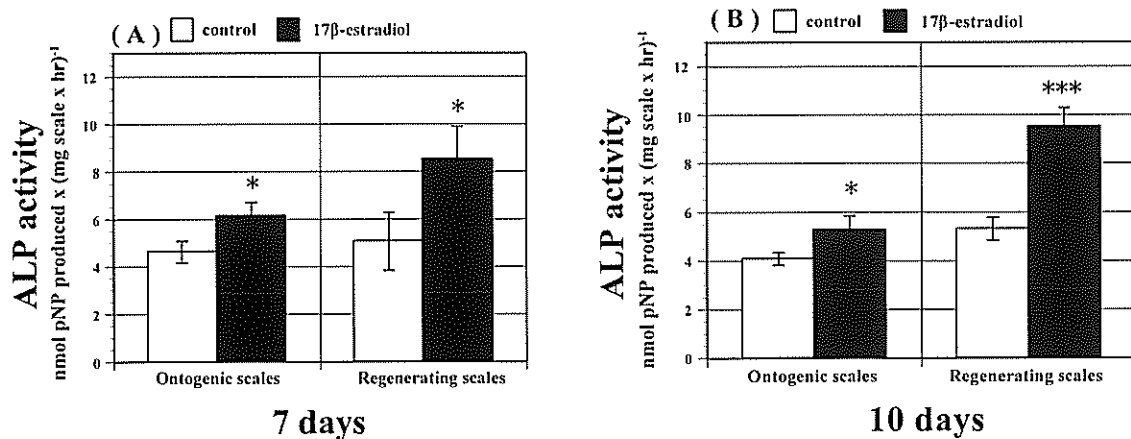 ( A ) control 17β-estradiol
ALP activity
nmol pNP produced x (mg scale x hr)-1
12
10
8
6
4
2
0
*
*
Ontogenic scales Regenerating scales
7 days
( B ) control 17β-estradiol
ALP activity
nmol pNP produced x (mg scale x hr)-1
12
10
8
6
4
2
0
*
***
Ontogenic scales Regenerating scales
10 days